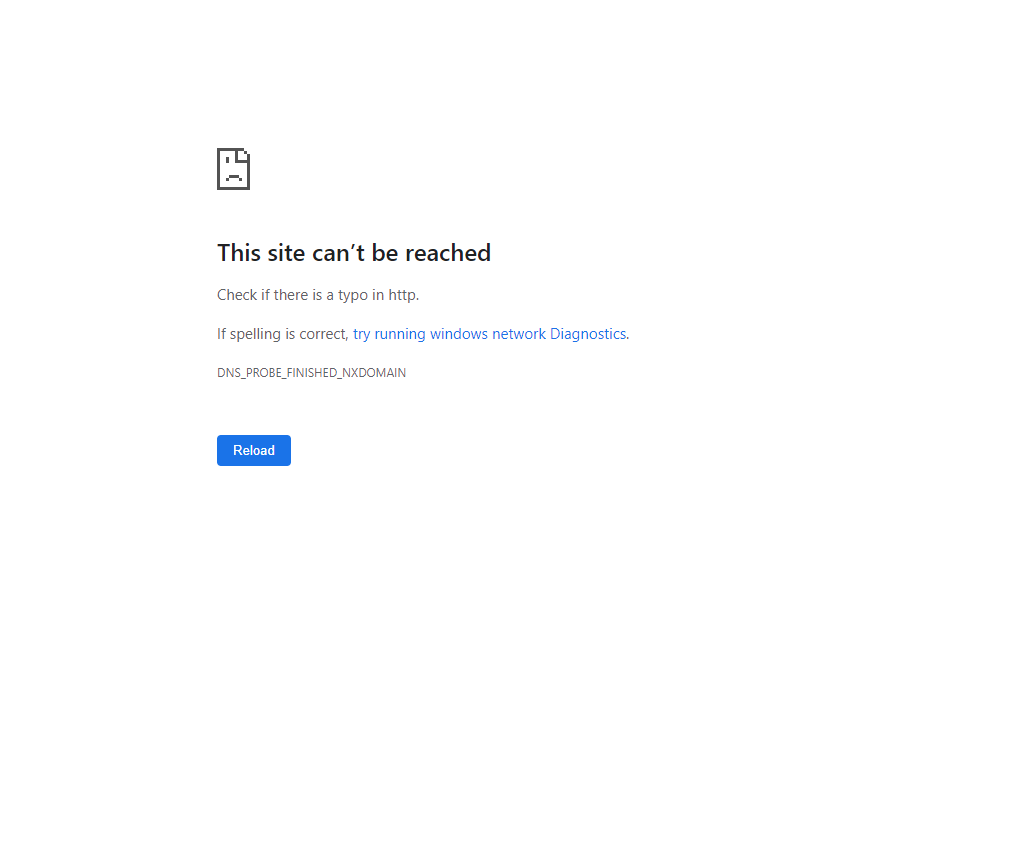 This site can’t be reached
Check if there is a typo in http.
If spelling is correct, try running windows network Diagnostics.
DNS_PROBE_FINISHED_NXDOMAIN
Reload